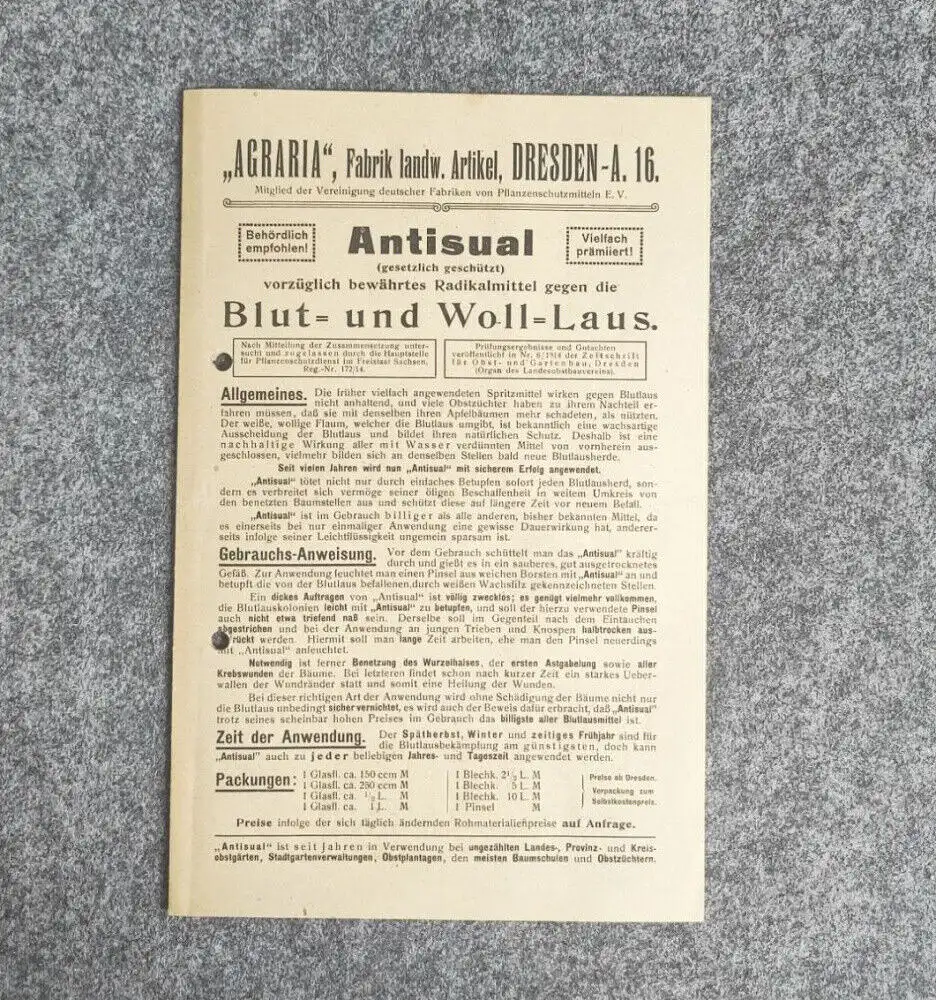 „AGRARIA“, Fabrik landw. Artikel, DRESDEN-A. 16.
Mitglied der Vereinigung deutscher Fabriken von Pflanzenschutzmitteln E. V.
Behördlich
empfohlen!
Antisual
Vielfach
prämiiert!
(gesetzlich geschützt)
vorzüglich bewährtes Radikalmittel gegen die
Blut= und Woll=Laus.
Nach Mitteilung der Zusammensetzung unter-
sucht und zugelassen durch die Hauptstelle
für Pflanzenschutzdienst im Freistaat Sachsen.
Reg.-Nr. 172/14.
Prüfungsergebnisse und Gutachten
veröffentlicht in Nr. 6/1914 der Zeitschrift
für Obst- und Gartenbau, Dresden
(Organ des Landesobstbauvereins).
Allgemeines. Die früher vielfach angewendeten Spritzmittel wirken gegen Blutlaus
nicht anhaltend, und viele Obstzüchter haben zu ihrem Nachteil er-
fahren müssen, daß sie mit denselben ihren Apfelbäumen mehr schadeten, als nützten.
Der weiße, wollige Flaum, welcher die Blutlaus umgibt, ist bekanntlich eine wachsartige
Ausscheidung der Blutlaus und bildet ihren natürlichen Schutz. Deshalb ist eine
nachhaltige Wirkung aller mit Wasser verdünnten Mittel von vornherein aus-
geschlossen, vielmehr bilden sich an denselben Stellen bald neue Blutlausherde.
Seit vielen Jahren wird nun „Antisual“ mit sicherem Erfolg angewendet.
„Antisual“ tötet nicht nur durch einfaches Betupfen sofort jeden Blutlausherd, son-
dern es verbreitet sich vermöge seiner öligen Beschaffenheit in weitem Umkreis von
den benetzten Baumstellen aus und schützt diese auf längere Zeit vor neuem Befall.
„Antisual“ ist im Gebrauch billiger als alle anderen, bisher bekannten Mittel, da
es einerseits bei nur einmaliger Anwendung eine gewisse Dauerwirkung hat, anderer-
seits infolge seiner Leichtflüssigkeit ungemein sparsam ist.
Gebrauchs-Anweisung. Vor dem Gebrauch schüttelt man das „Antisual“ kräftig
durch und gießt es in ein sauberes, gut ausgetrocknetes
Gefäß. Zur Anwendung feuchtet man einen Pinsel aus weichen Borsten mit „Antisual“ an und
betupft die von der Blutlaus befallenen, durch weißen Wachsfilz gekennzeichneten Stellen.
Ein dickes Auftragen von „Antisual“ ist völlig zwecklos; es genügt vielmehr vollkommen,
die Blutlauskolonien leicht mit „Antisual“ zu betupfen, und soll der hierzu verwendete Pinsel
auch nicht etwa triefend naß sein. Derselbe soll im Gegenteil nach dem Eintauchen
abgestrichen und bei der Anwendung an jungen Trieben und Knospen halbtrocken aus-
rückt werden. Hiermit soll man lange Zeit arbeiten, ehe man den Pinsel neuerdings
mit „Antisual“ anfeuchtet.
Notwendig ist ferner Benetzung des Wurzelhalses, der ersten Astgabelung sowie aller
Krebswunden der Bäume. Bei letzteren findet schon nach kurzer Zeit ein starkes Ueber-
wallen der Wundränder statt und somit eine Heilung der Wunden.
Bei dieser richtigen Art der Anwendung wird ohne Schädigung der Bäume nicht nur
die Blutlaus unbedingt sicher vernichtet, es wird auch der Beweis dafür erbracht, daß „Antisual“
trotz seines scheinbar hohen Preises im Gebrauch das billigste aller Blutlausmittel ist.
Zeit der Anwendung. Der Spätherbst, Winter und zeitiges Frühjahr sind für
die Blutlausbekämpfung am günstigsten, doch kann
„Antisual“ auch zu jeder beliebigen Jahres- und Tageszeit angewendet werden.
Packungen: 1 Glasfl. ca. 150 ccm M
1 Glasfl. ca. 250 ccm M
1 Glasfl. ca. 1/2 L. M
1 Glasfl. ca. 1 L. M
1 Blechk. 2 1/2 L. M
1 Blechk. 5 L. M
1 Blechk. 10 L. M
1 Pinsel M
Preise ab Dresden.
Verpackung zum
Selbstkostenpreis.
Preise infolge der sich täglich ändernden Rohmaterialienpreise auf Anfrage.
„Antisual“ ist seit Jahren in Verwendung bei ungezählten Landes-, Provinz- und Kreis-
obstgärten, Stadtgartenverwaltungen, Obstplantagen, den meisten Baumschulen und Obstzüchtern.